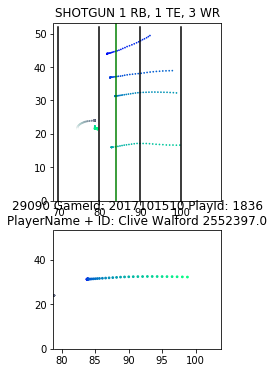 SHOTGUN 1 RB, 1 TE, 3 WR
50
40
30
20
10
0
70 80 90 100
29090 GameId: 2017101510 PlayId: 1836
PlayerName + ID: Clive Walford 2552397.0
40
20
0
80 85 90 95 100